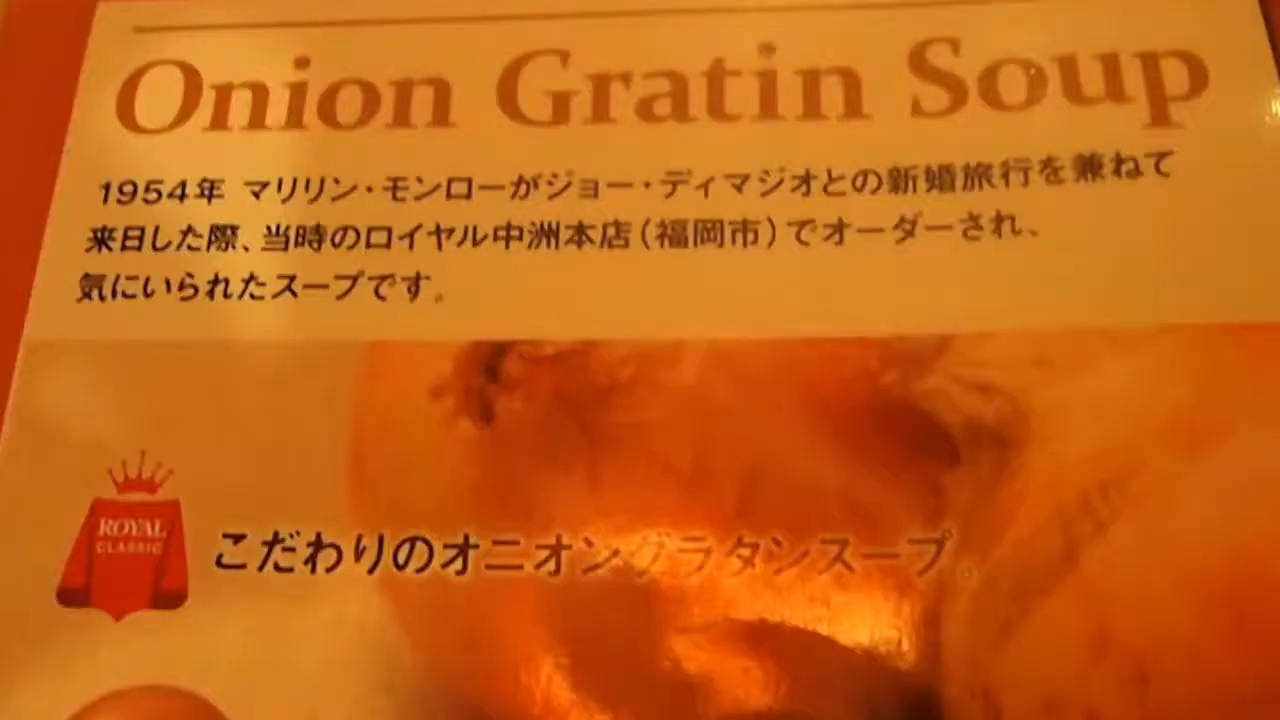 Onion Gratin Soup
1954年 マリリン・モンローがジョー・ディマジオとの新婚旅行を兼ねて
来日した際、当時のロイヤル中洲本店(福岡市)でオーダーされ、
気にいられたスープです。
ROYAL
CLASSIC
こだわりのオニオングラタンスープ。